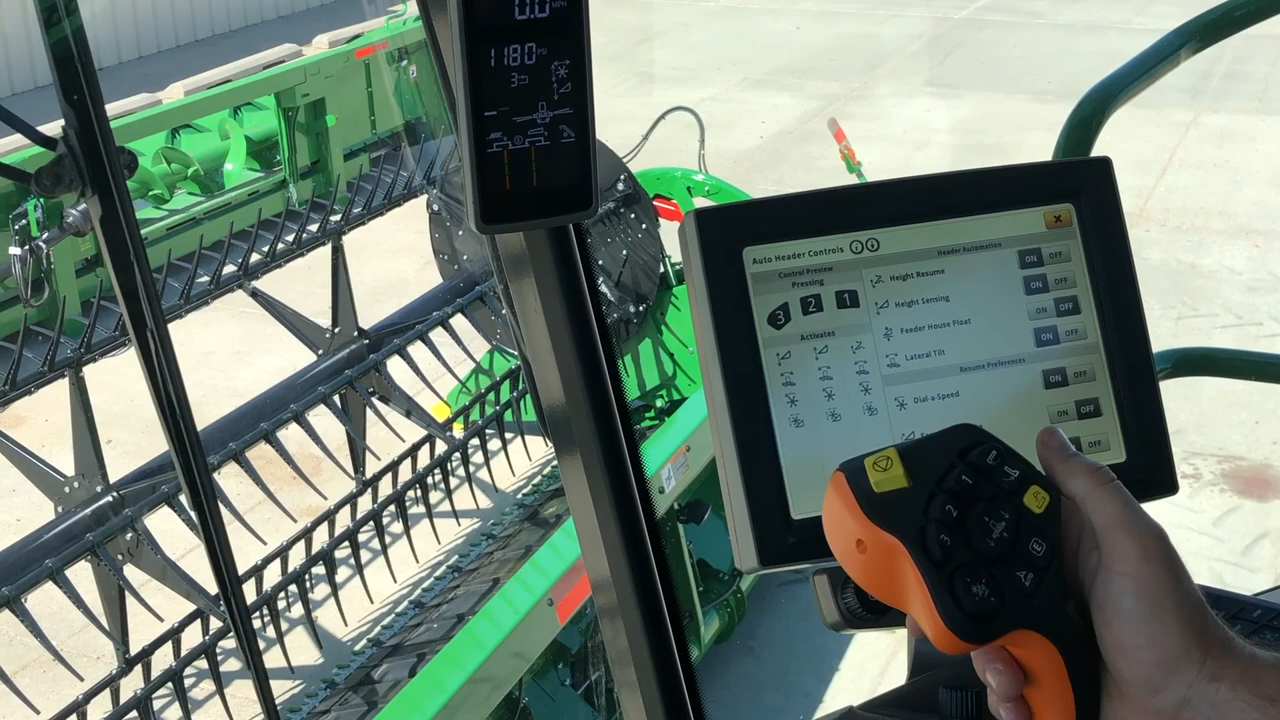 0.0 MPH
1180 PSI
3
Auto Header Controls
X
Control Preview
Pressing
3 2 1
Activates
Header Automation
Height Resume ON OFF
Height Sensing ON OFF
Feeder House Float ON OFF
Lateral Tilt ON OFF
Resume Preferences
Dial-a-Speed ON OFF
ON OFF
OFF
1
2
3